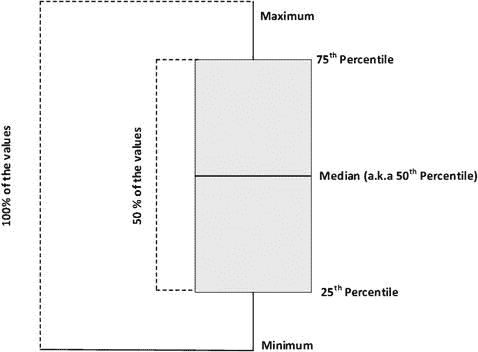 Maximum
75th Percentile
Median (a.k.a 50th Percentile)
25th Percentile
Minimum
100% of the values
50 % of the values